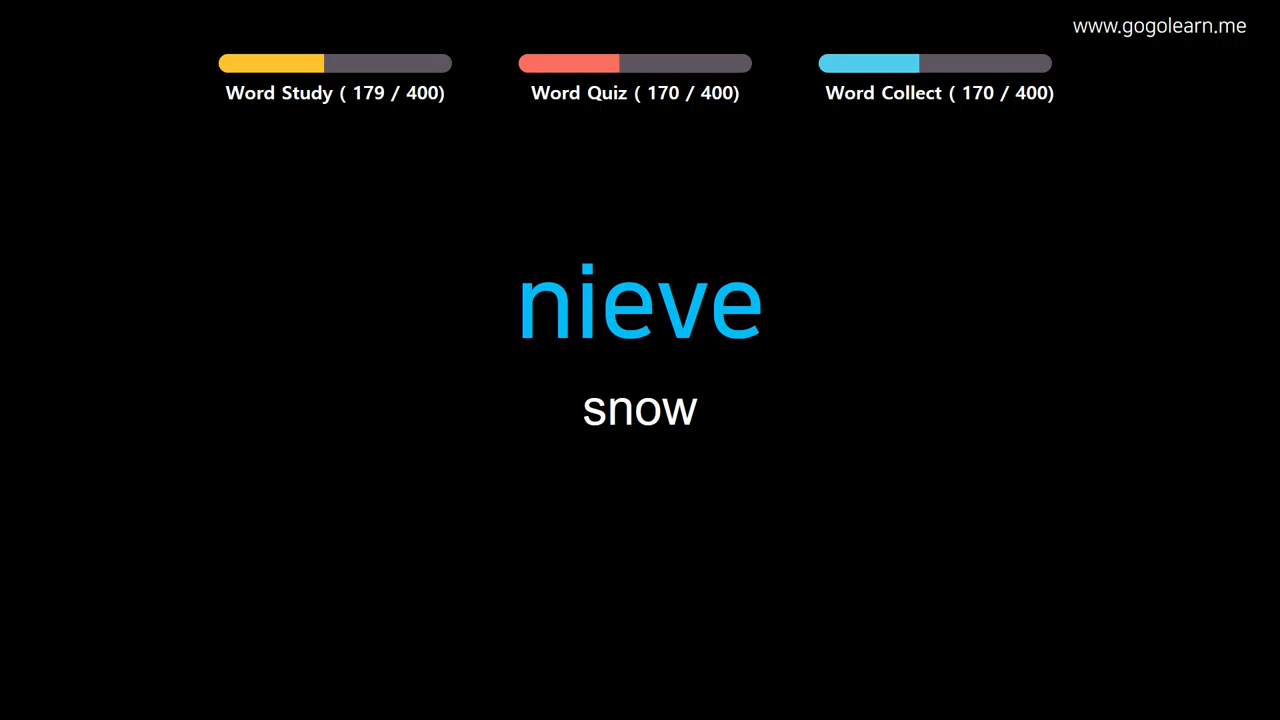 www.gogolearn.me
Word Study ( 179 / 400)
Word Quiz ( 170 / 400)
Word Collect ( 170 / 400)
nieve
snow